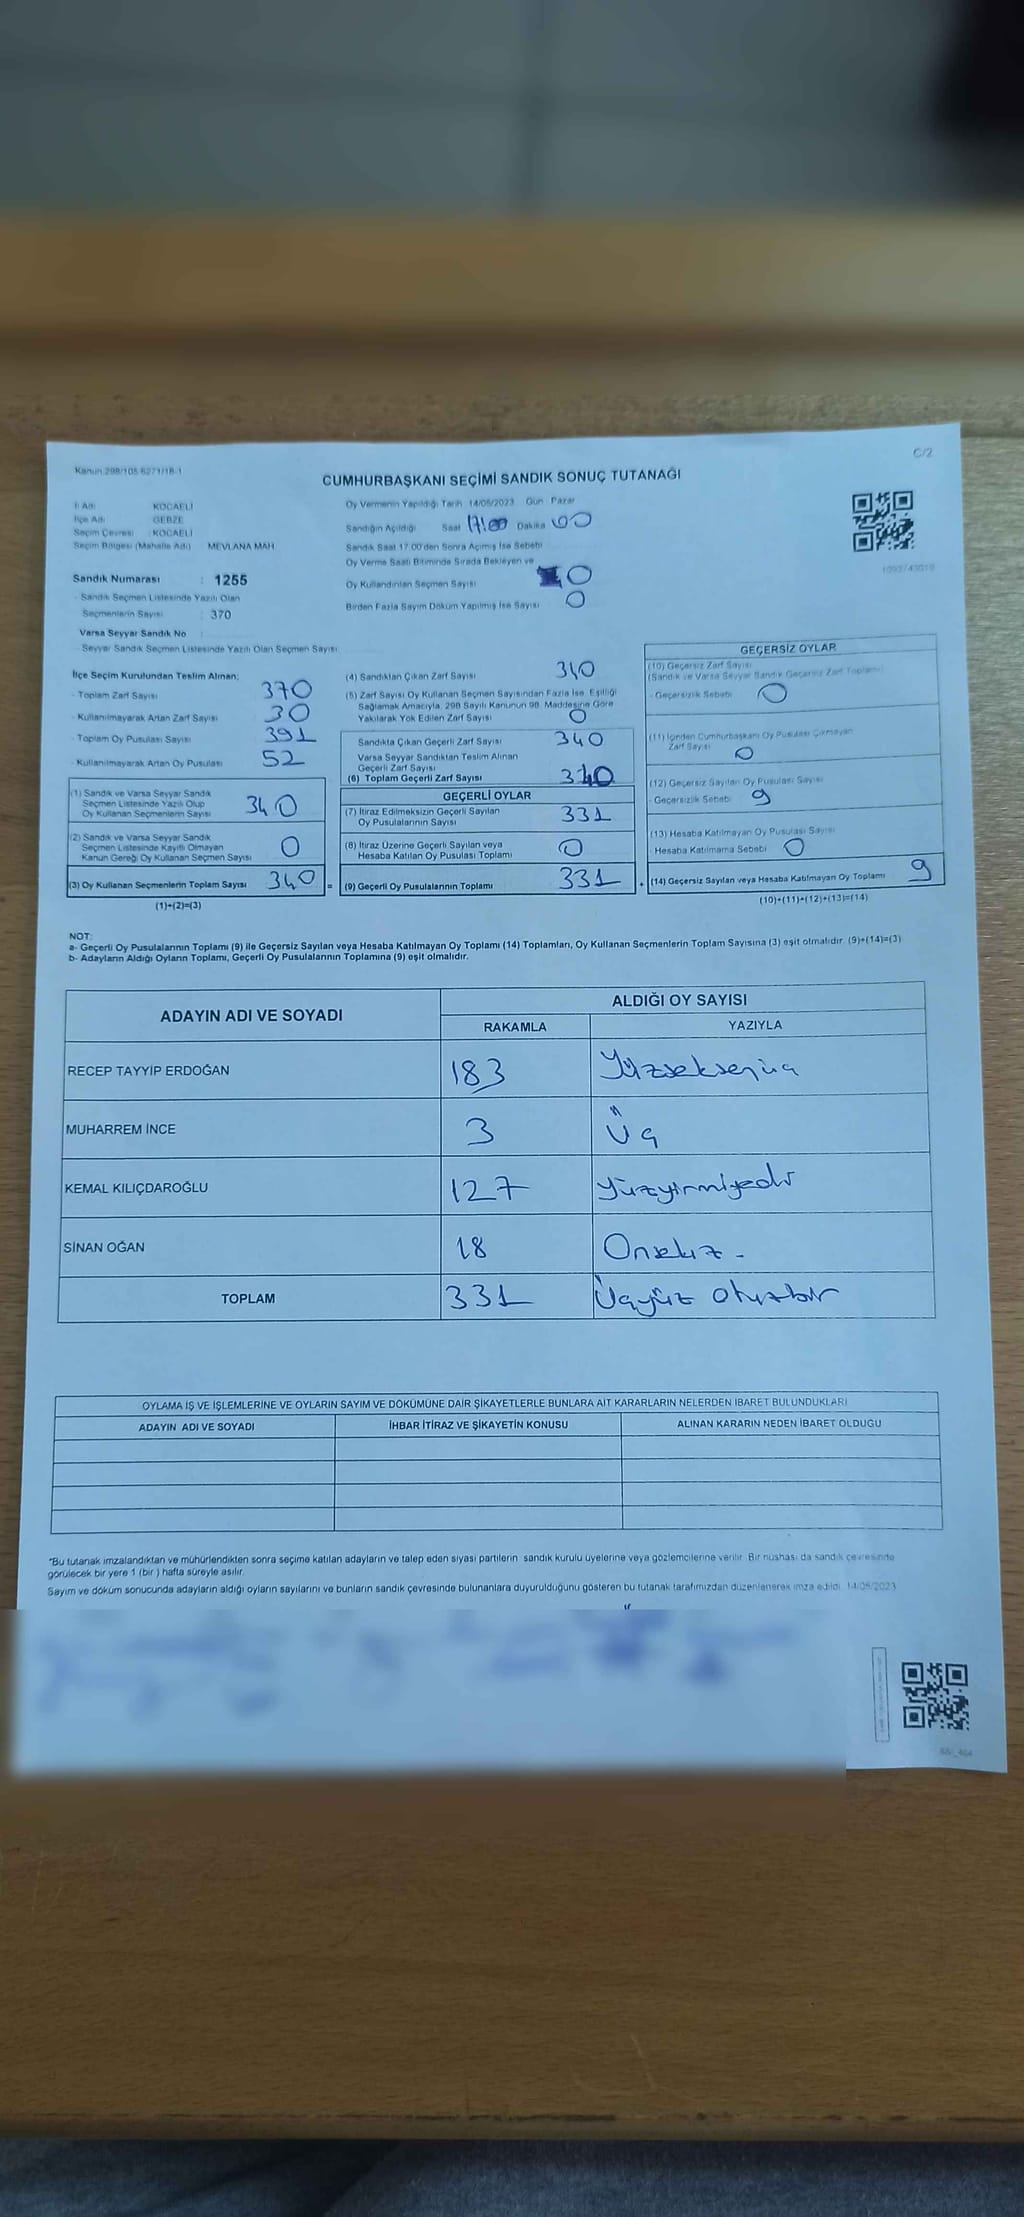 C/2
Kanun:298/105-6271/18-1
CUMHURBAŞKANI SEÇİMİ SANDIK SONUÇ TUTANAĞI
İl Adı : KOCAELİ
İlçe Adı : GEBZE
Seçim Çevresi : KOCAELİ
Seçim Bölgesi (Mahalle Adı) : MEVLANA MAH
Sandık Numarası : 1255
- Sandık Seçmen Listesinde Yazılı Olan
Seçmenlerin Sayısı : 370
Varsa Seyyar Sandık No :
- Seyyar Sandık Seçmen Listesinde Yazılı Olan Seçmen Sayısı:
Oy Vermenin Yapıldığı Tarih 14/05/2023 Gün Pazar
Sandığın Açıldığı Saat 17:00 Dakika 00
Sandık Saat 17:00'den Sonra Açılmış İse Sebebi
Oy Verme Saati Bitiminde Sırada Bekleyen ve
Oy Kullandırılan Seçmen Sayısı 0
Birden Fazla Sayım Döküm Yapılmış İse Sayısı 0
İlçe Seçim Kurulundan Teslim Alınan;
- Toplam Zarf Sayısı 370
- Kullanılmayarak Artan Zarf Sayısı 30
- Toplam Oy Pusulası Sayısı 391
- Kullanılmayarak Artan Oy Pusulası 52
(1) Sandık ve Varsa Seyyar Sandık
Seçmen Listesinde Yazılı Olup
Oy Kullanan Seçmenlerin Sayısı 340
(2) Sandık ve Varsa Seyyar Sandık
Seçmen Listesinde Kayıtlı Olmayan
Kanun Gereği Oy Kullanan Seçmen Sayısı 0
(3) Oy Kullanan Seçmenlerin Toplam Sayısı 340 =
(1)+(2)=(3)
(4) Sandıktan Çıkan Zarf Sayısı 340
(5) Zarf Sayısı Oy Kullanan Seçmen Sayısından Fazla İse, Eşitliği
Sağlamak Amacıyla, 298 Sayılı Kanunun 98. Maddesine Göre
Yakılarak Yok Edilen Zarf Sayısı 0
Sandıkta Çıkan Geçerli Zarf Sayısı 340
Varsa Seyyar Sandıktan Teslim Alınan
Geçerli Zarf Sayısı
(6) Toplam Geçerli Zarf Sayısı 340
GEÇERLİ OYLAR
(7) İtiraz Edilmeksizin Geçerli Sayılan
Oy Pusulalarının Sayısı 331
(8) İtiraz Üzerine Geçerli Sayılan veya
Hesaba Katılan Oy Pusulası Toplamı 0
(9) Geçerli Oy Pusulalarının Toplamı 331 +
GEÇERSİZ OYLAR
(10) Geçersiz Zarf Sayısı
(Sandık ve Varsa Seyyar Sandık Geçersiz Zarf Toplamı)
- Geçersizlik Sebebi 0
(11) İçinden Cumhurbaşkanı Oy Pusulası Çıkmayan
Zarf Sayısı 0
(12) Geçersiz Sayılan Oy Pusulası Sayısı
- Geçersizlik Sebebi 9
(13) Hesaba Katılmayan Oy Pusulası Sayısı
- Hesaba Katılmama Sebebi 0
(14) Geçersiz Sayılan veya Hesaba Katılmayan Oy Toplamı 9
(10)+(11)+(12)+(13)=(14)
NOT:
a- Geçerli Oy Pusulalarının Toplamı (9) ile Geçersiz Sayılan veya Hesaba Katılmayan Oy Toplamı (14) Toplamları, Oy Kullanan Seçmenlerin Toplam Sayısına (3) eşit olmalıdır. (9)+(14)=(3)
b- Adayların Aldığı Oyların Toplamı, Geçerli Oy Pusulalarının Toplamına (9) eşit olmalıdır.
ADAYIN ADI VE SOYADI
ALDIĞI OY SAYISI
RAKAMLA YAZIYLA
RECEP TAYYİP ERDOĞAN 183 Yüzseksenüç
MUHARREM İNCE 3 Üç
KEMAL KILIÇDAROĞLU 127 Yüzyirmiyedi
SİNAN OĞAN 18 Onsekiz -
TOPLAM 331 Üçyüz otuzbir
OYLAMA İŞ VE İŞLEMLERİNE VE OYLARIN SAYIM VE DÖKÜMÜNE DAİR ŞİKAYETLERLE BUNLARA AİT KARARLARIN NELERDEN İBARET BULUNDUKLARI
ADAYIN ADI VE SOYADI İHBAR İTİRAZ VE ŞİKAYETİN KONUSU ALINAN KARARIN NEDEN İBARET OLDUĞU
*Bu tutanak imzalandıktan ve mühürlendikten sonra seçime katılan adayların ve talep eden siyasi partilerin sandık kurulu üyelerine veya gözlemcilerine verilir. Bir nüshası da sandık çevresinde
görülecek bir yere 1 (bir ) hafta süreyle asılır.
Sayım ve döküm sonucunda adayların aldığı oyların sayılarını ve bunların sandık çevresinde bulunanlara duyurulduğunu gösteren bu tutanak tarafımızdan düzenlenerek imza edildi. 14/05/2023